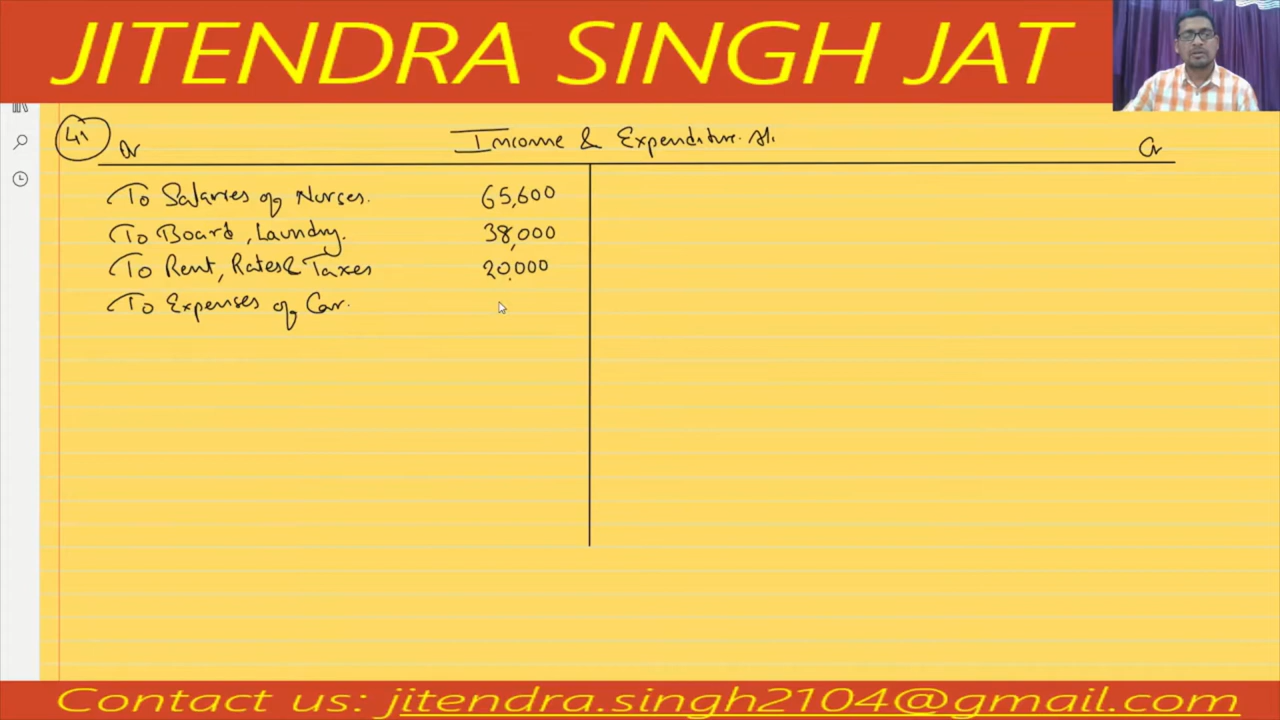 JITENDRA SINGH JAT
41
Dr Income & Expenditure A/c. Cr
To Salaries of Nurses. 65,600
To Board, Laundry. 38,000
To Rent, Rates & Taxes 20,000
To Expenses of Car.
Contact us: jitendra.singh2104@gmail.com